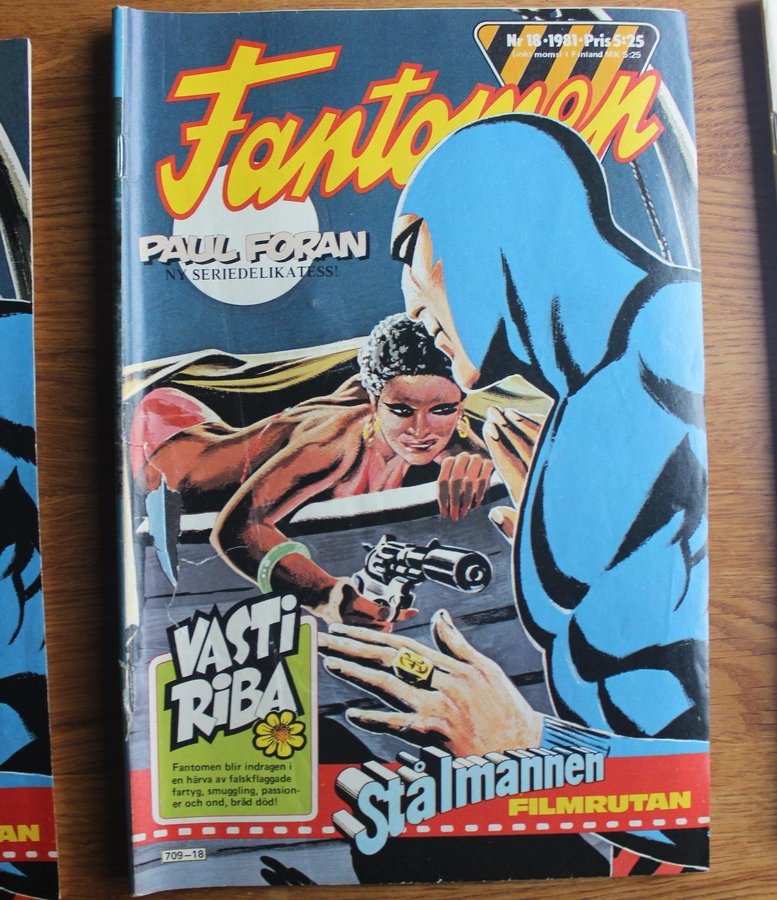 Nr 18•1981•Pris 5:25
(inkl moms) i Finland MK 5:25
Fantomen
PAUL FORAN
NY SERIEDELIKATESS!
VASTI
RIBA
Fantomen blir indragen i
en härva av falskflaggade
fartyg, smuggling, passion-
er och ond, bråd död!
Stålmannen
FILMRUTAN
709–18
AN